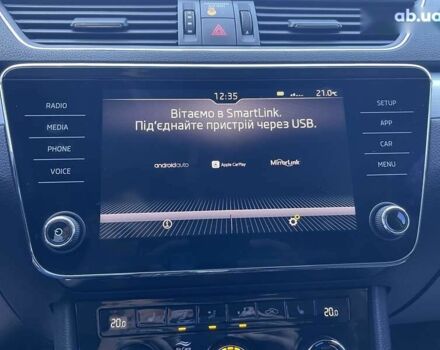 ab.ua
12:35
21.0°C
RADIO
MEDIA
PHONE
VOICE
Вітаємо в SmartLink.
Під'єднайте пристрій через USB.
androidauto
Apple CarPlay
MirrorLink
SETUP
APP
CAR
MENU
20.0
20.0